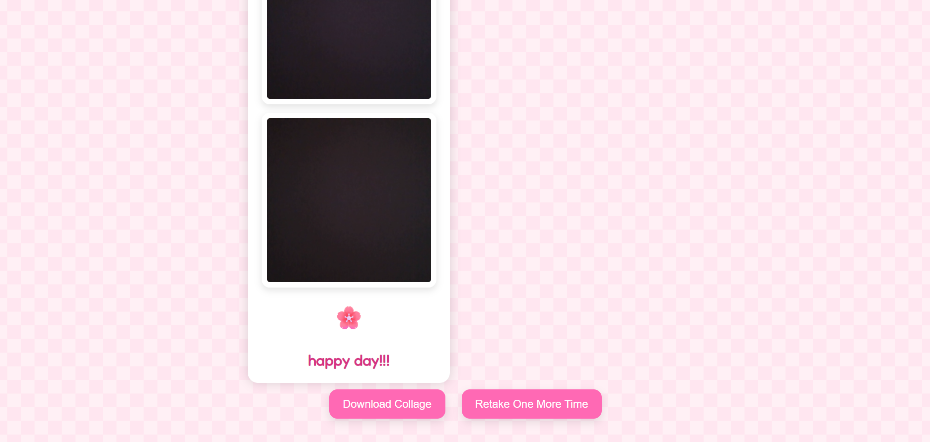 happy day!!!
Download Collage
Retake One More Time